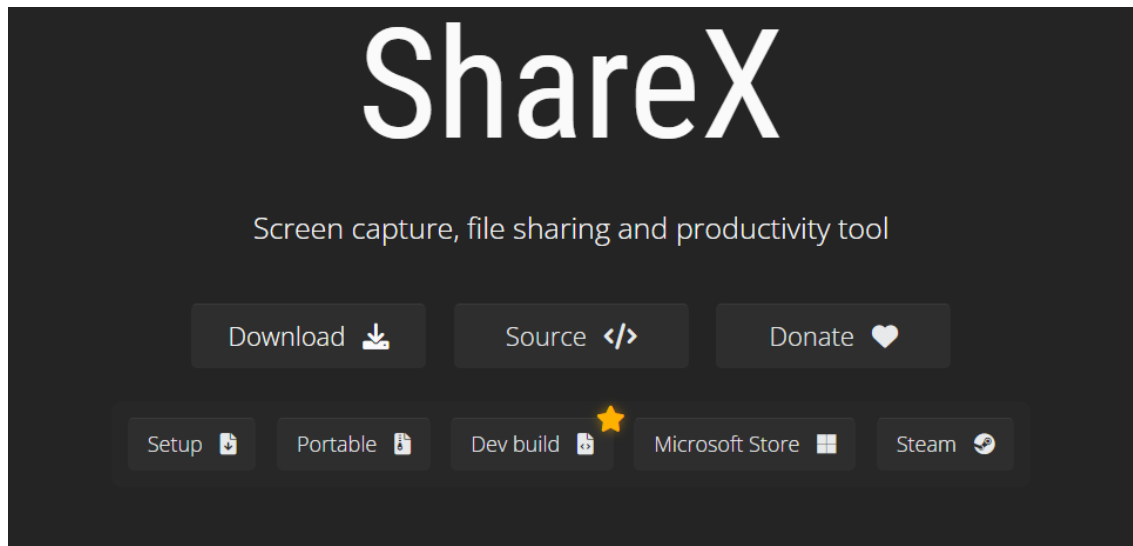 ShareX
Screen capture, file sharing and productivity tool
Download Source </> Donate
Setup Portable Dev build Microsoft Store Steam